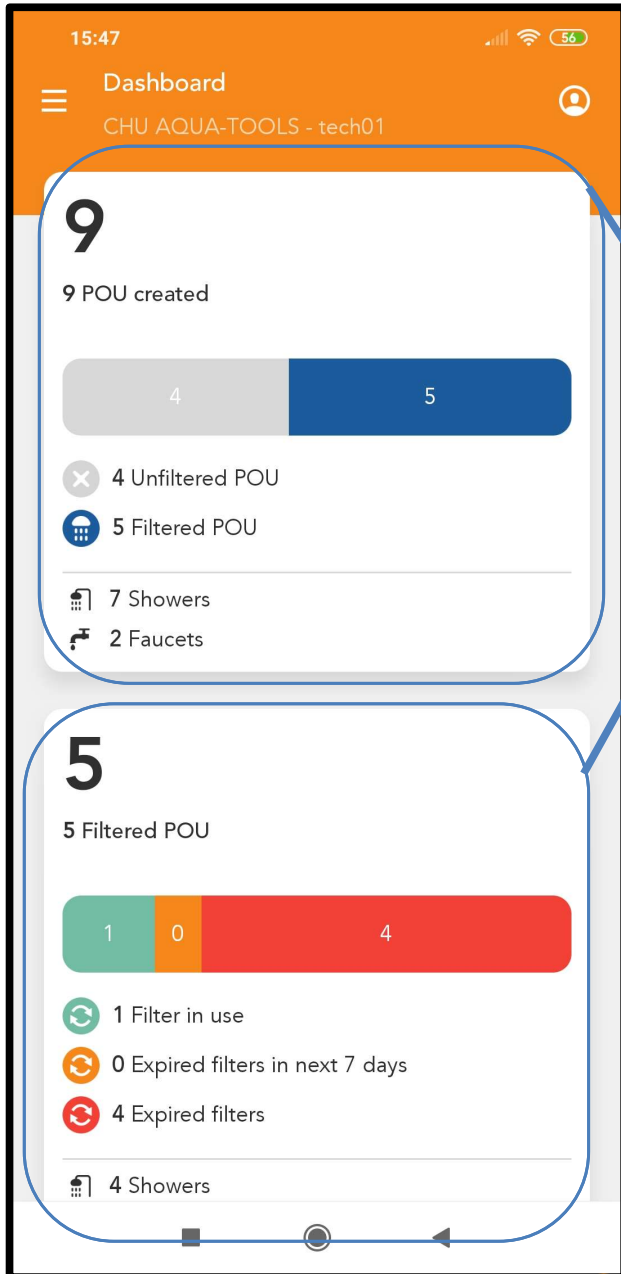 15:47
56
Dashboard
CHU AQUA-TOOLS - tech01
9
9 POU created
4 5
4 Unfiltered POU
5 Filtered POU
7 Showers
2 Faucets
5
5 Filtered POU
1 0 4
1 Filter in use
0 Expired filters in next 7 days
4 Expired filters
4 Showers